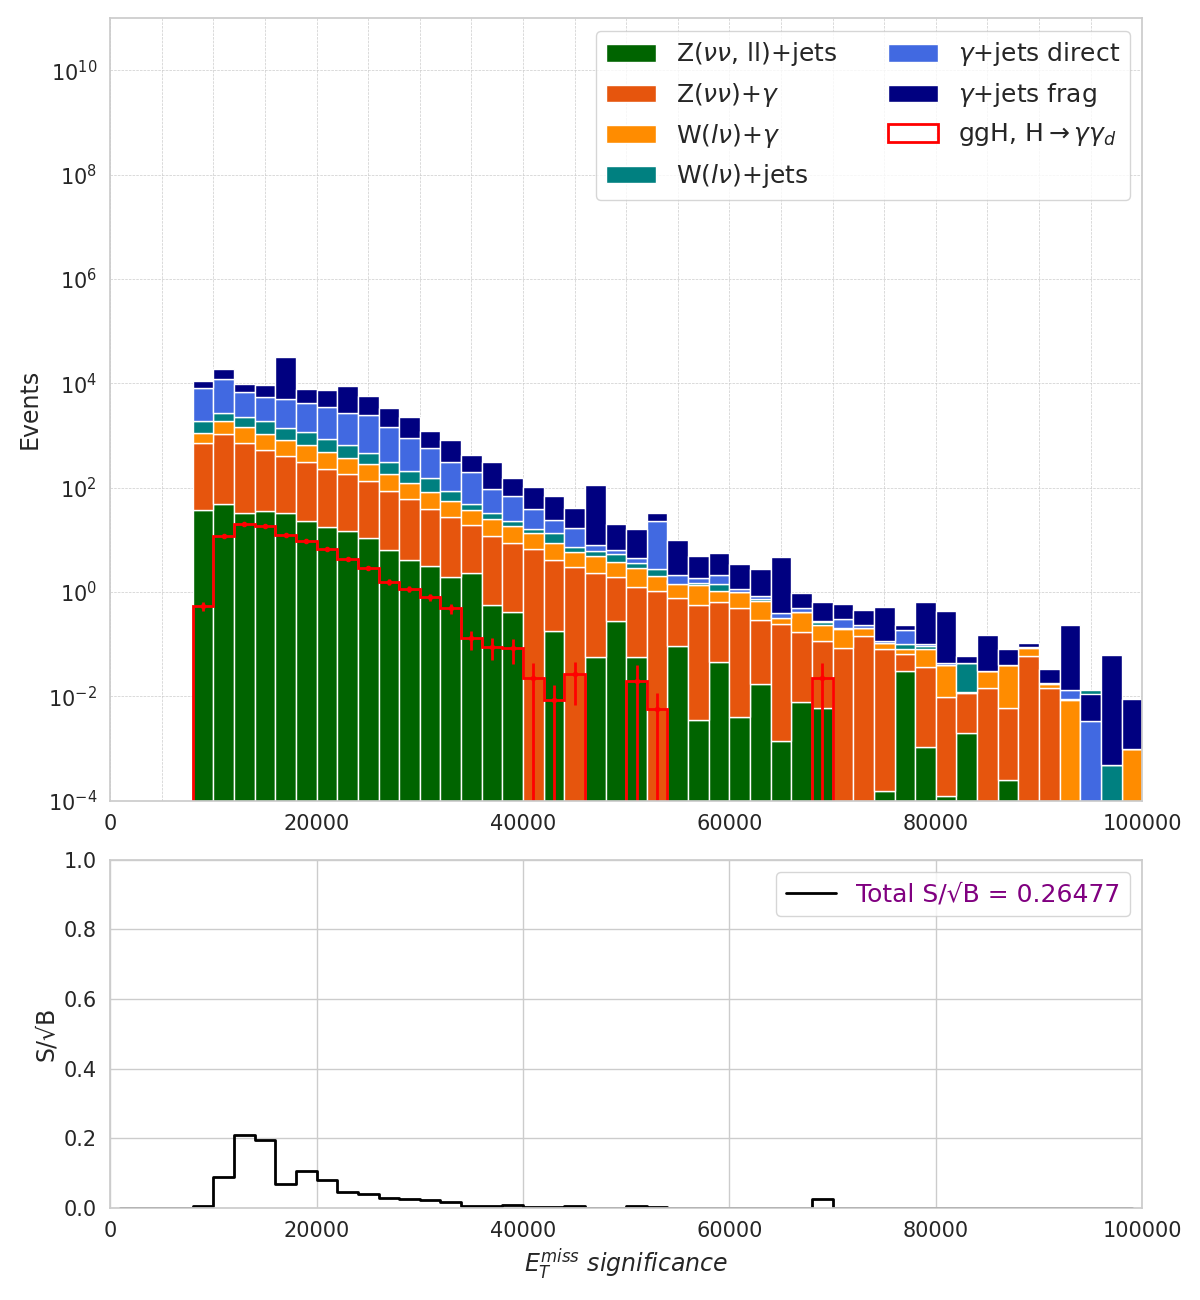 Z(νν, ll)+jets
Z(νν)+γ
W(lν)+γ
W(lν)+jets
γ+jets direct
γ+jets frag
ggH, H→γγ_d
Events
10^10
10^8
10^6
10^4
10^2
10^0
10^−2
10^−4
0 20000 40000 60000 80000 100000
Total S/√B = 0.26477
S/√B
1.0
0.8
0.6
0.4
0.2
0.0
0 20000 40000 60000 80000 100000
E_T^miss significance